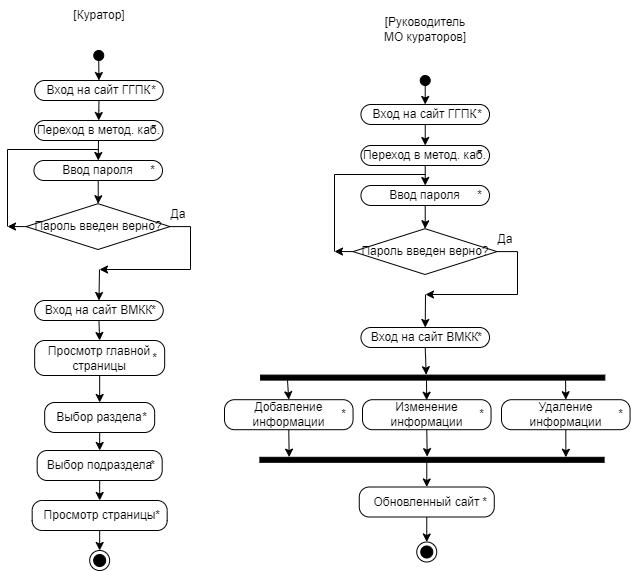 [Куратор]
Вход на сайт ГГПК*
Переход в метод. каб.*
Ввод пароля *
Пароль введен верно?
Да
Вход на сайт ВМКК*
Просмотр главной
страницы *
Выбор раздела*
Выбор подраздела*
Просмотр страницы*
[Руководитель
МО кураторов]
Вход на сайт ГГПК*
Переход в метод. каб.*
Ввод пароля *
Пароль введен верно?
Да
Вход на сайт ВМКК*
Добавление *
информации
Изменение *
информации
Удаление *
информации
Обновленный сайт *